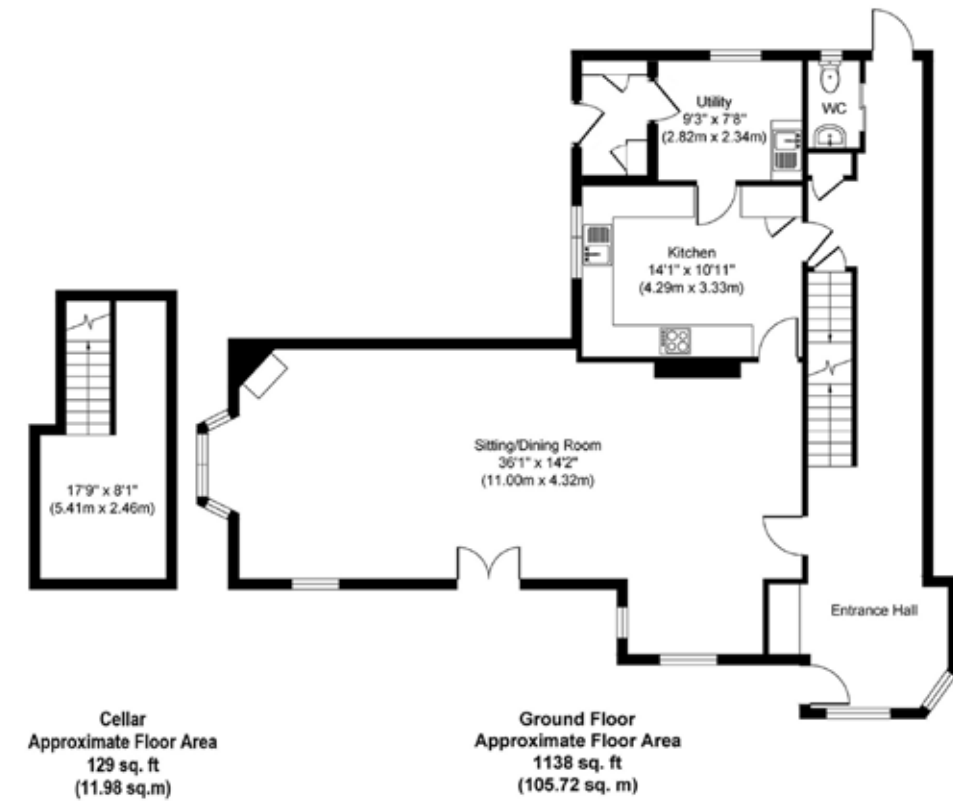 Utility
9'3" x 7'8"
(2.82m x 2.34m)
WC
Kitchen
14'1" x 10'11"
(4.29m x 3.33m)
Sitting/Dining Room
36'1" x 14'2"
(11.00m x 4.32m)
17'9" x 8'1"
(5.41m x 2.46m)
Entrance Hall
Cellar
Approximate Floor Area
129 sq. ft
(11.98 sq.m)
Ground Floor
Approximate Floor Area
1138 sq. ft
(105.72 sq. m)